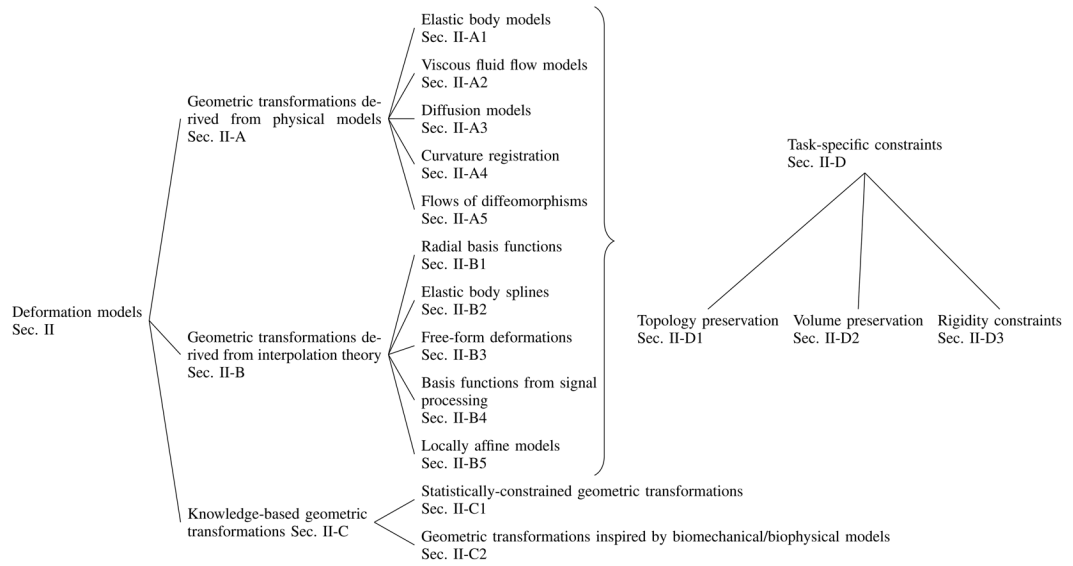 Elastic body models
Sec. II-A1
Viscous fluid flow models
Sec. II-A2
Geometric transformations de-
rived from physical models
Sec. II-A
Diffusion models
Sec. II-A3
Curvature registration
Sec. II-A4
Flows of diffeomorphisms
Sec. II-A5
Radial basis functions
Sec. II-B1
Deformation models
Sec. II
Elastic body splines
Sec. II-B2
Geometric transformations de-
rived from interpolation theory
Sec. II-B
Free-form deformations
Sec. II-B3
Basis functions from signal
processing
Sec. II-B4
Locally affine models
Sec. II-B5
Knowledge-based geometric
transformations Sec. II-C
Statistically-constrained geometric transformations
Sec. II-C1
Geometric transformations inspired by biomechanical/biophysical models
Sec. II-C2
Task-specific constraints
Sec. II-D
Topology preservation
Sec. II-D1
Volume preservation
Sec. II-D2
Rigidity constraints
Sec. II-D3